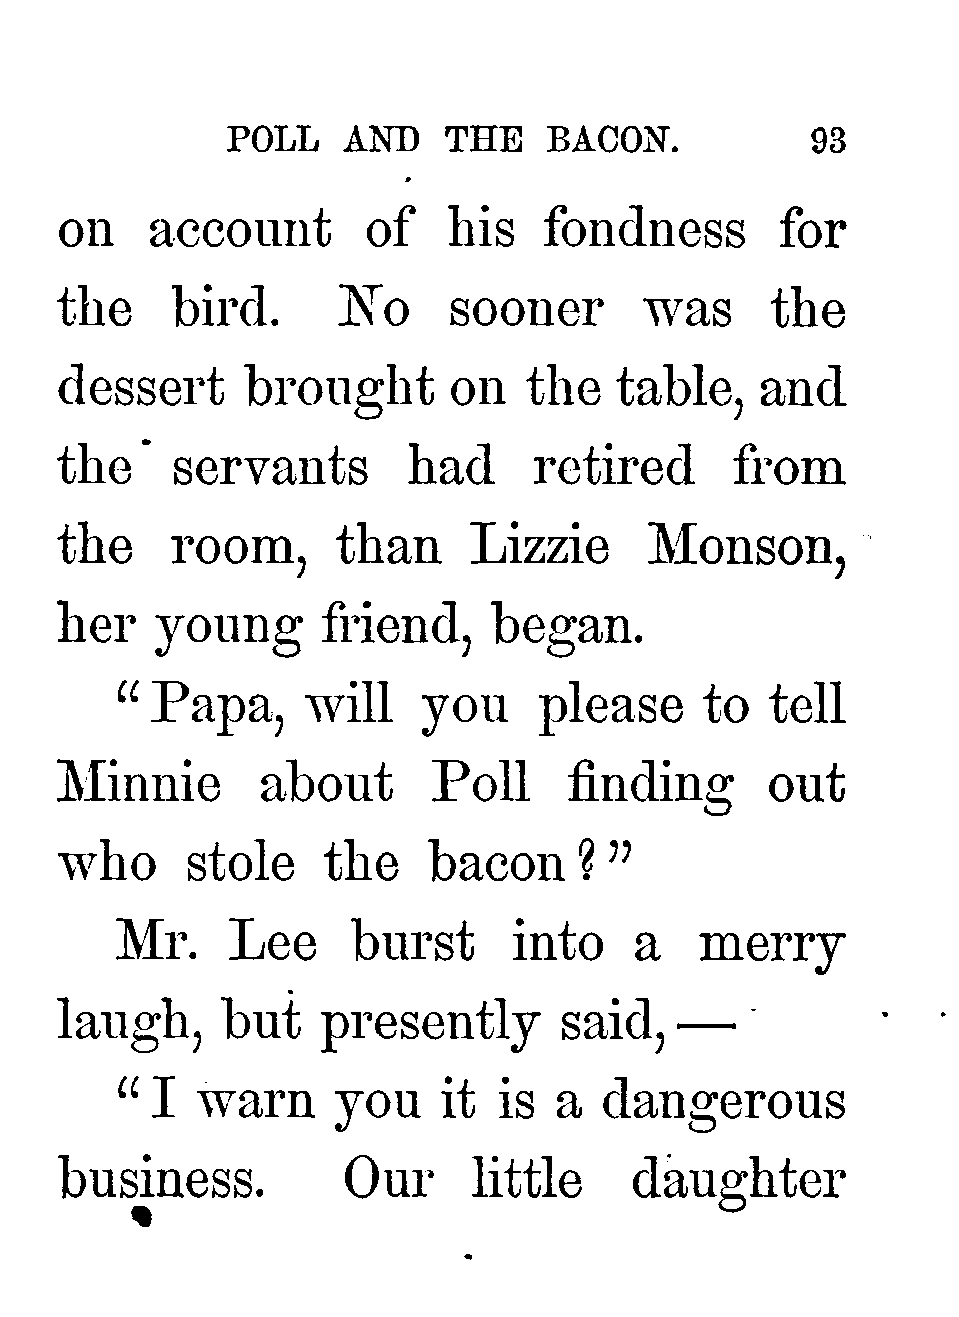 POLL AND THE BACON. 93
on account of his fondness for
the bird. No sooner was the
dessert brought on the table, and
the servants had retired from
the room, than Lizzie Monson,
her young friend, began.
"Papa, will you please to tell
Minnie about Poll finding out
who stole the bacon?"
Mr. Lee burst into a merry
laugh, but presently said,—
"I warn you it is a dangerous
business. Our little daughter